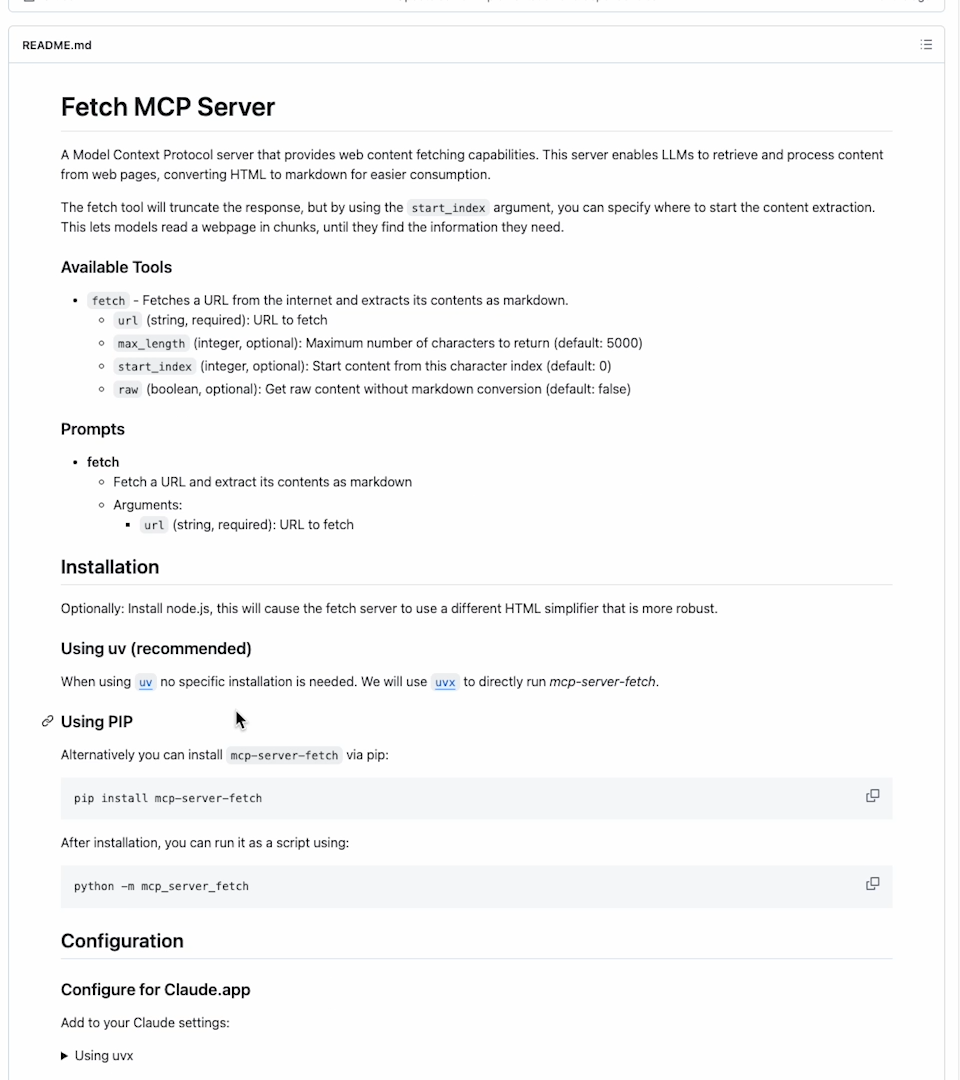 README.md
Fetch MCP Server
A Model Context Protocol server that provides web content fetching capabilities. This server enables LLMs to retrieve and process content
from web pages, converting HTML to markdown for easier consumption.
The fetch tool will truncate the response, but by using the start_index argument, you can specify where to start the content extraction.
This lets models read a webpage in chunks, until they find the information they need.
Available Tools
• fetch - Fetches a URL from the internet and extracts its contents as markdown.
◦ url (string, required): URL to fetch
◦ max_length (integer, optional): Maximum number of characters to return (default: 5000)
◦ start_index (integer, optional): Start content from this character index (default: 0)
◦ raw (boolean, optional): Get raw content without markdown conversion (default: false)
Prompts
• fetch
◦ Fetch a URL and extract its contents as markdown
◦ Arguments:
▪ url (string, required): URL to fetch
Installation
Optionally: Install node.js, this will cause the fetch server to use a different HTML simplifier that is more robust.
Using uv (recommended)
When using uv no specific installation is needed. We will use uvx to directly run mcp-server-fetch.
Using PIP
Alternatively you can install mcp-server-fetch via pip:
pip install mcp-server-fetch
After installation, you can run it as a script using:
python -m mcp_server_fetch
Configuration
Configure for Claude.app
Add to your Claude settings:
▶ Using uvx